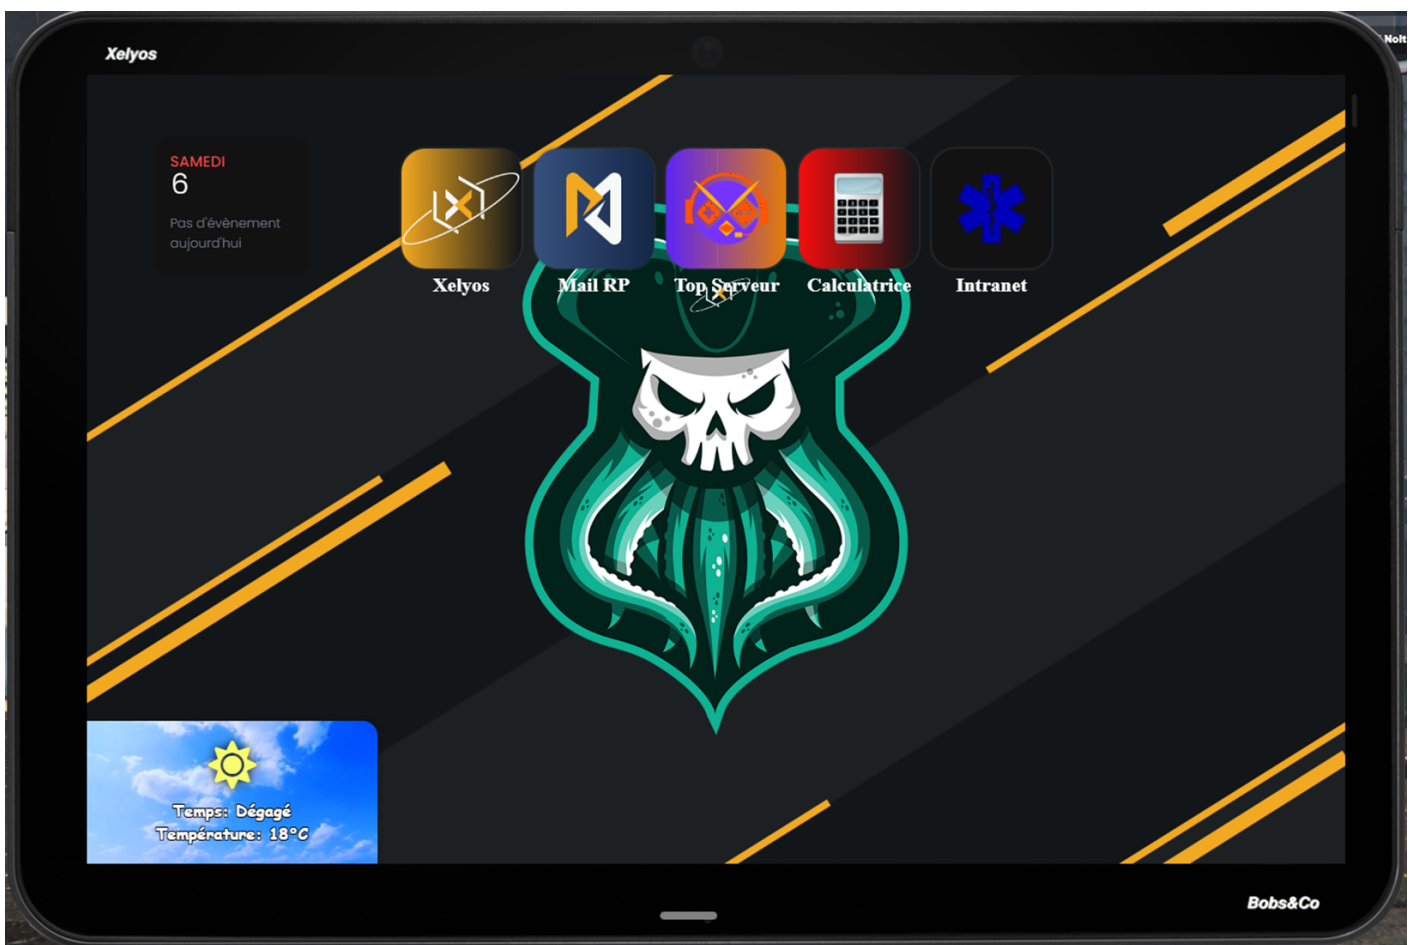 Nolt
Xelyos
SAMEDI
6
Pas d'évènement
aujourd'hui
Xelyos
Mail RP
Top Serveur
Calculatrice
Intranet
Temps: Dégagé
Température: 18°C
Bobs&Co